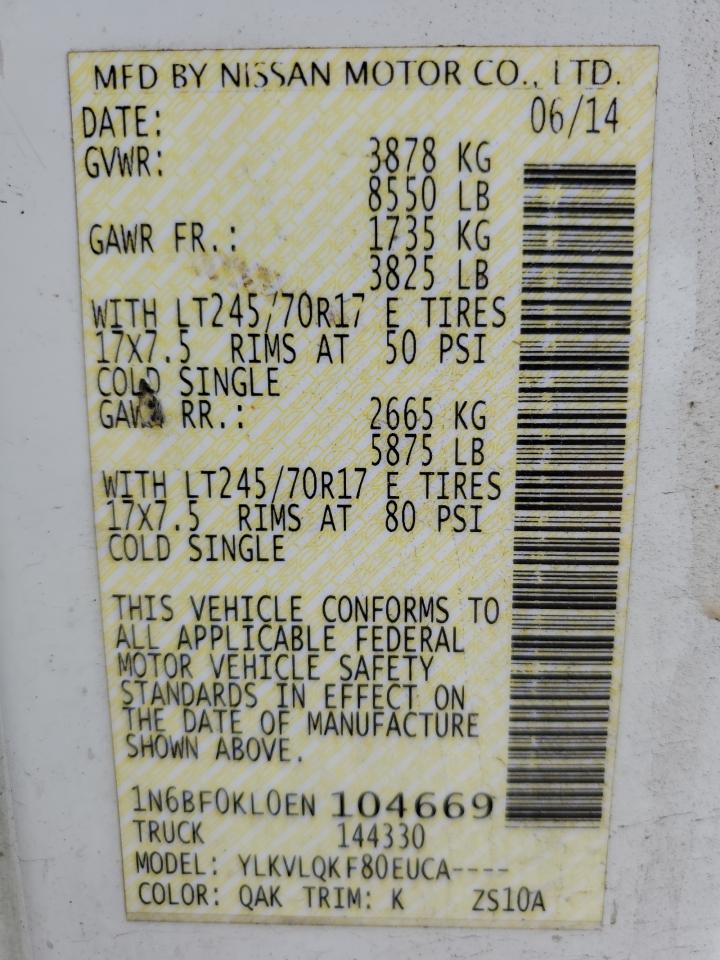 MFD BY NISSAN MOTOR CO., LTD.
DATE: 06/14
GVWR: 3878 KG
8550 LB
GAWR FR.: 1735 KG
3825 LB
WITH LT245/70R17 E TIRES
17X7.5 RIMS AT 50 PSI
COLD SINGLE
GAWR RR.: 2665 KG
5875 LB
WITH LT245/70R17 E TIRES
17X7.5 RIMS AT 80 PSI
COLD SINGLE
THIS VEHICLE CONFORMS TO
ALL APPLICABLE FEDERAL
MOTOR VEHICLE SAFETY
STANDARDS IN EFFECT ON
THE DATE OF MANUFACTURE
SHOWN ABOVE.
1N6BF0KL0EN 104669
TRUCK 144330
MODEL: YLKVLQKF80EUCA----
COLOR: QAK TRIM: K ZS10A